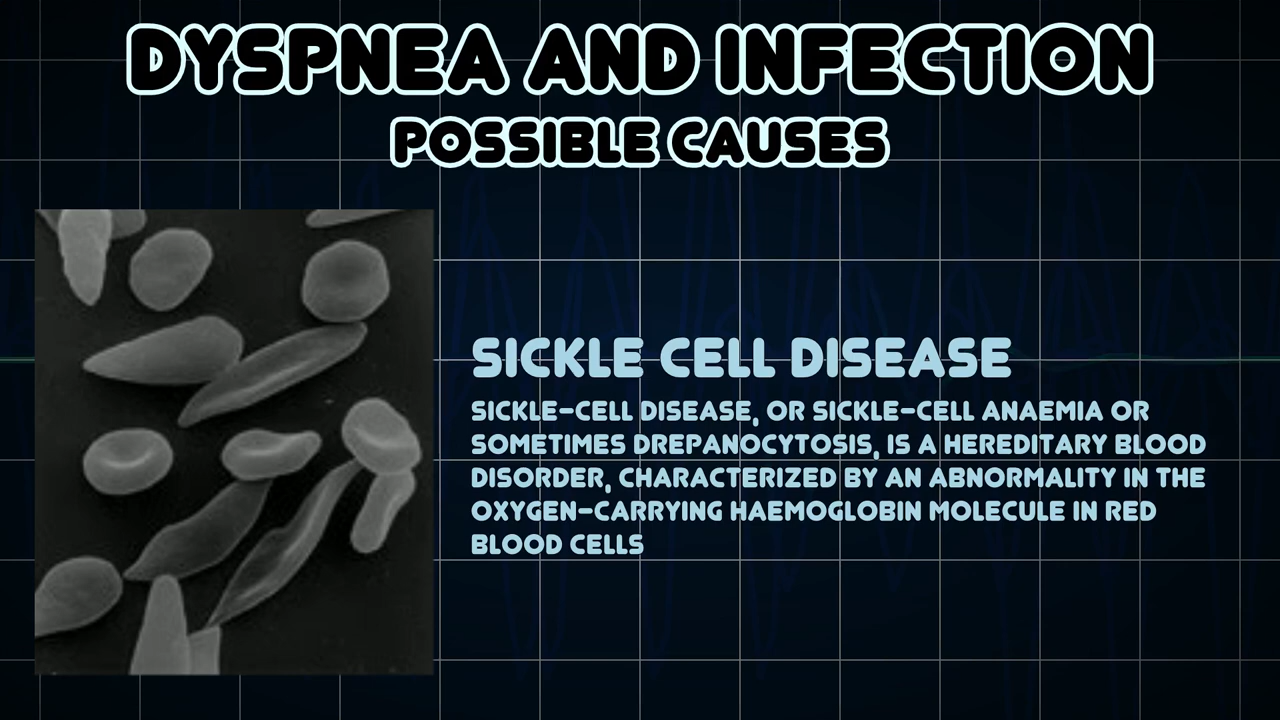 DYSPNEA AND INFECTION
POSSIBLE CAUSES
SICKLE CELL DISEASE
SICKLE-CELL DISEASE, OR SICKLE-CELL ANAEMIA OR
SOMETIMES DREPANOCYTOSIS, IS A HEREDITARY BLOOD
DISORDER, CHARACTERIZED BY AN ABNORMALITY IN THE
OXYGEN-CARRYING HAEMOGLOBIN MOLECULE IN RED
BLOOD CELLS